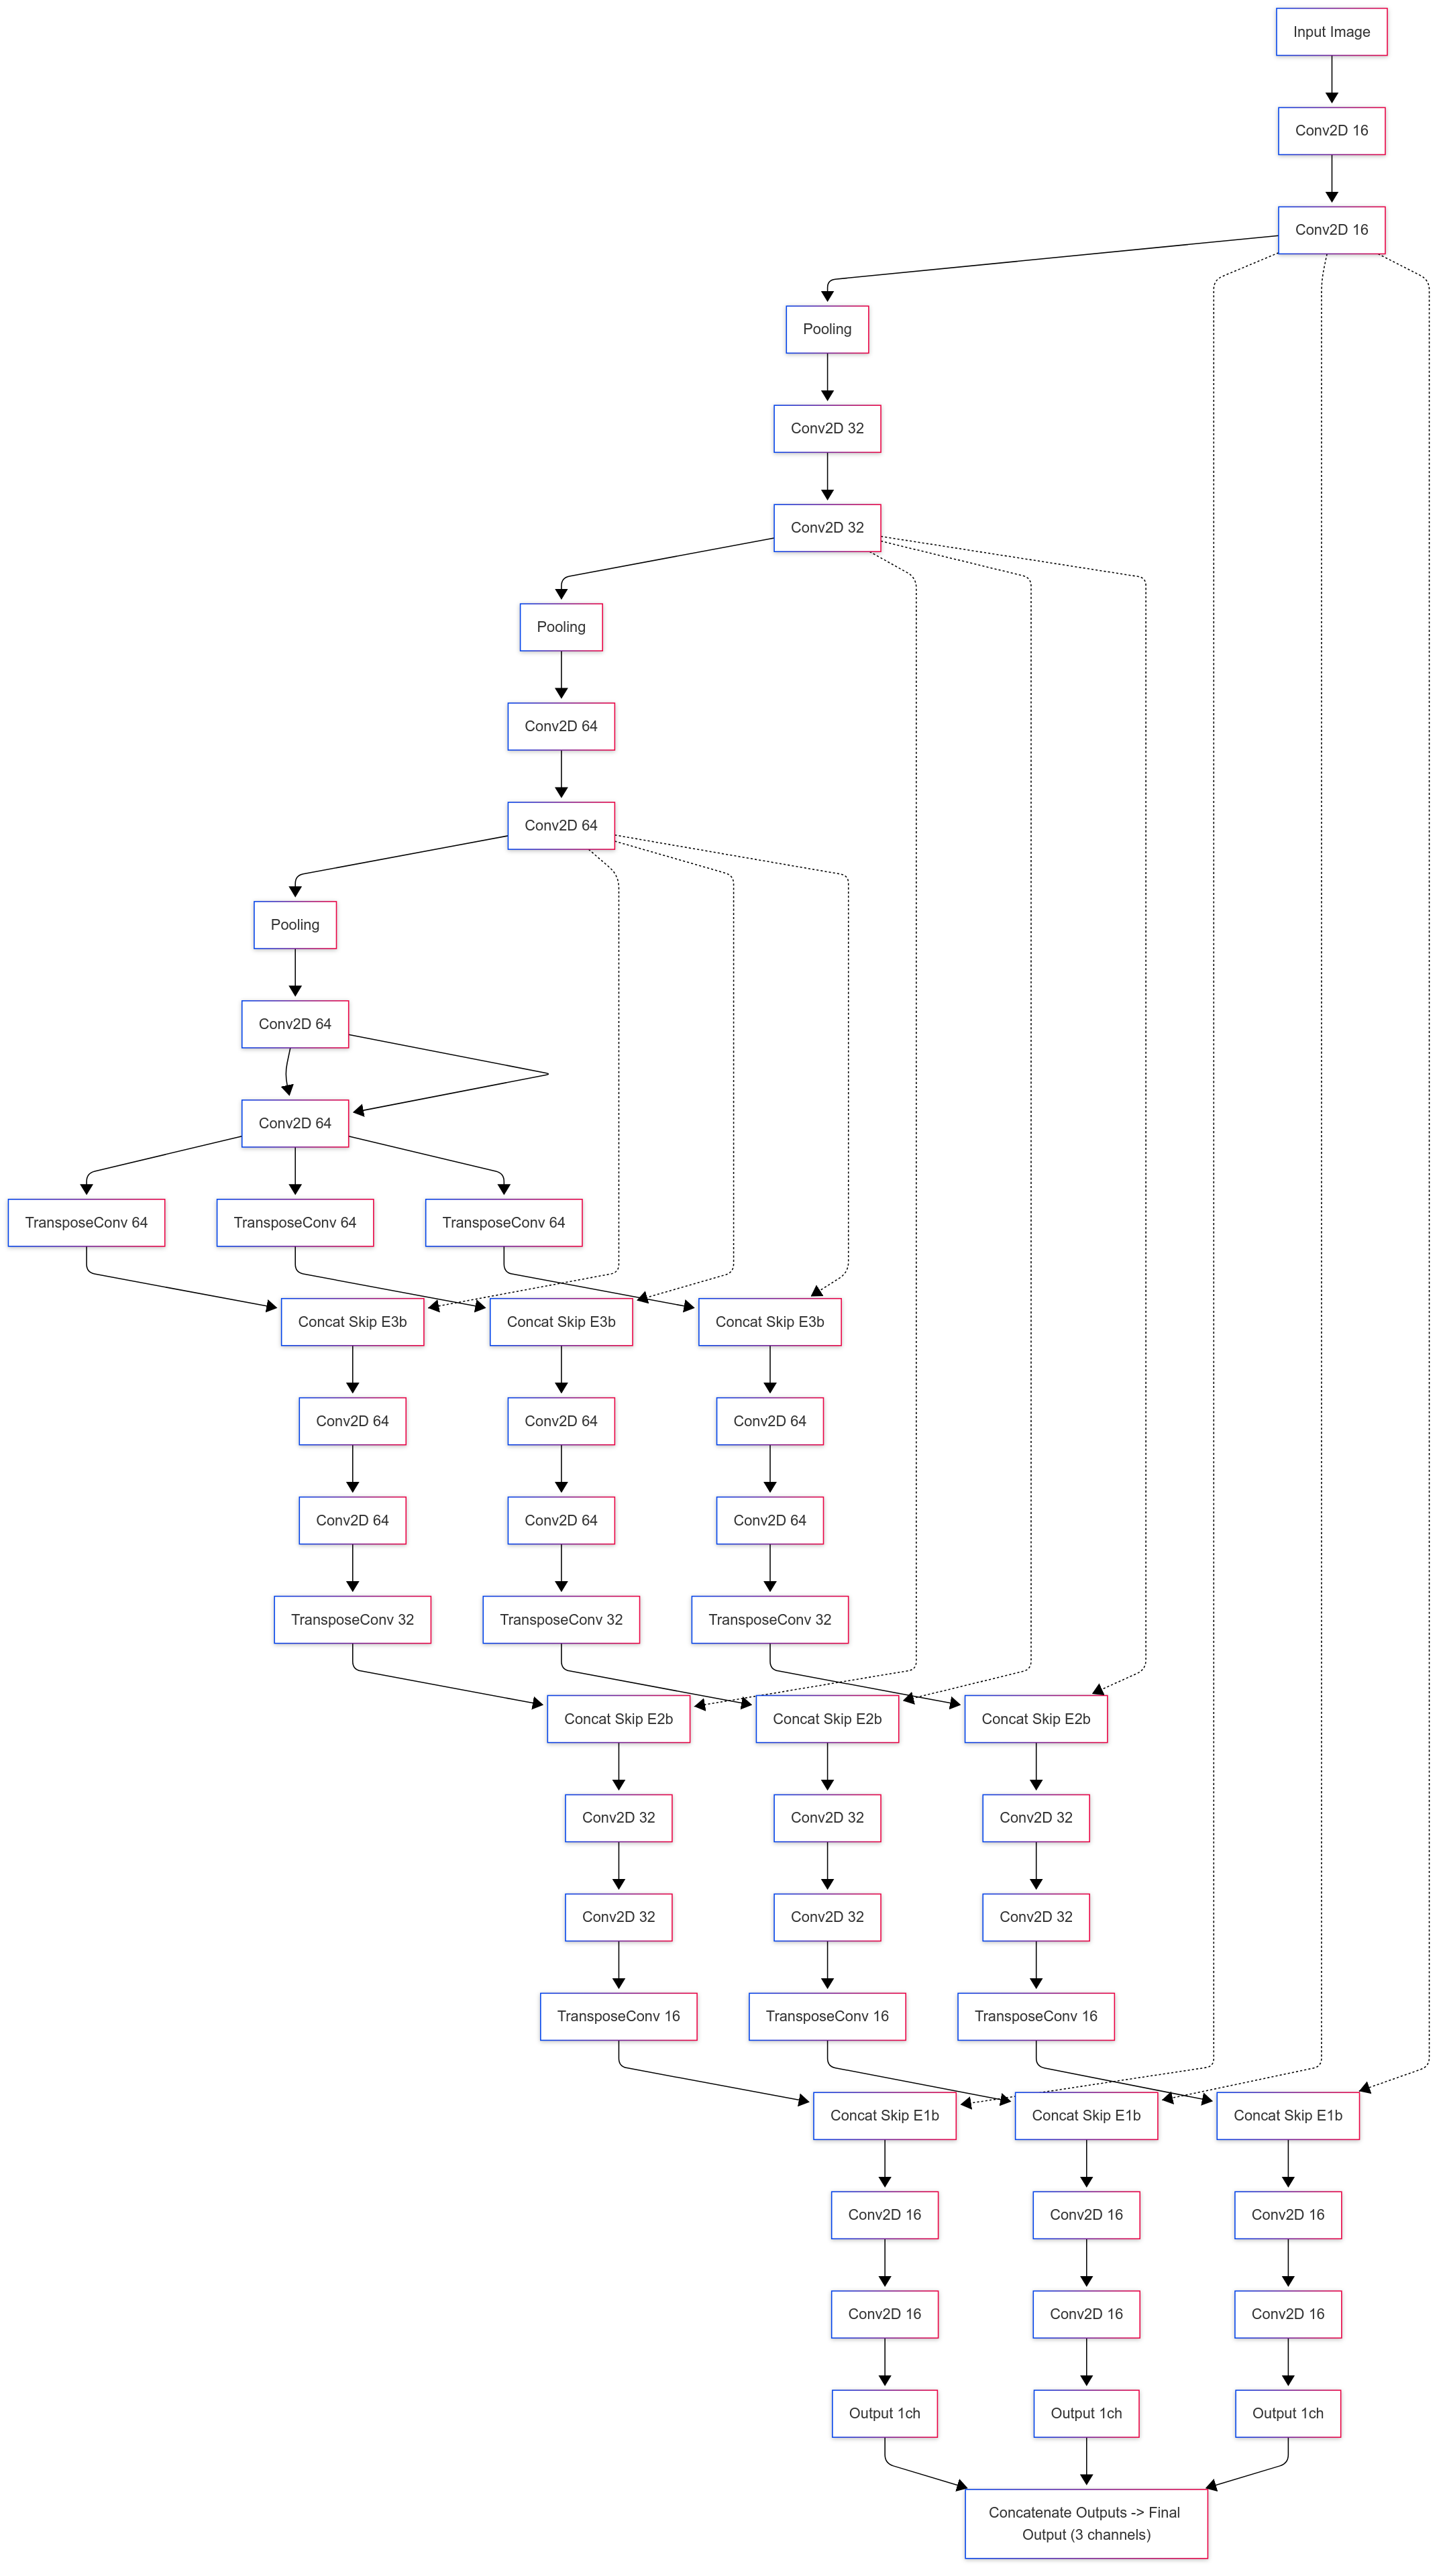 Input Image
Conv2D 16
Conv2D 16
Pooling
Conv2D 32
Conv2D 32
Pooling
Conv2D 64
Conv2D 64
Pooling
Conv2D 64
Conv2D 64
TransposeConv 64
TransposeConv 64
TransposeConv 64
Concat Skip E3b
Concat Skip E3b
Concat Skip E3b
Conv2D 64
Conv2D 64
Conv2D 64
Conv2D 64
Conv2D 64
Conv2D 64
TransposeConv 32
TransposeConv 32
TransposeConv 32
Concat Skip E2b
Concat Skip E2b
Concat Skip E2b
Conv2D 32
Conv2D 32
Conv2D 32
Conv2D 32
Conv2D 32
Conv2D 32
TransposeConv 16
TransposeConv 16
TransposeConv 16
Concat Skip E1b
Concat Skip E1b
Concat Skip E1b
Conv2D 16
Conv2D 16
Conv2D 16
Conv2D 16
Conv2D 16
Conv2D 16
Output 1ch
Output 1ch
Output 1ch
Concatenate Outputs -> Final
Output (3 channels)